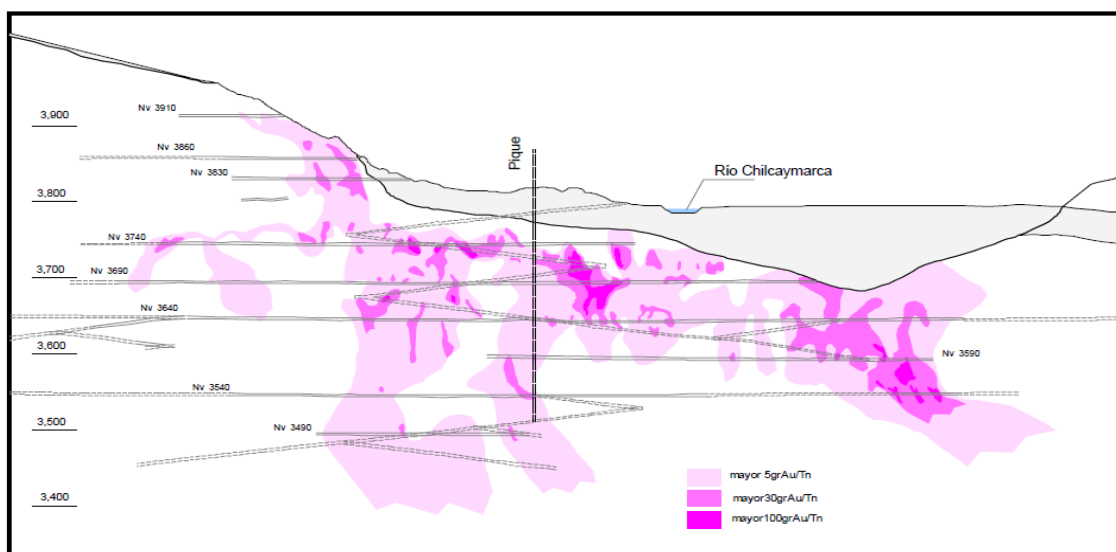 Nv 3910
3,900
Nv 3860
Nv 3830
3,800
Pique
Río Chilcaymarca
Nv 3740
3,700
Nv 3690
Nv 3640
3,600
Nv 3590
Nv 3540
3,500
Nv 3490
3,400
mayor 5grAu/Tn
mayor30grAu/Tn
mayor100grAu/Tn